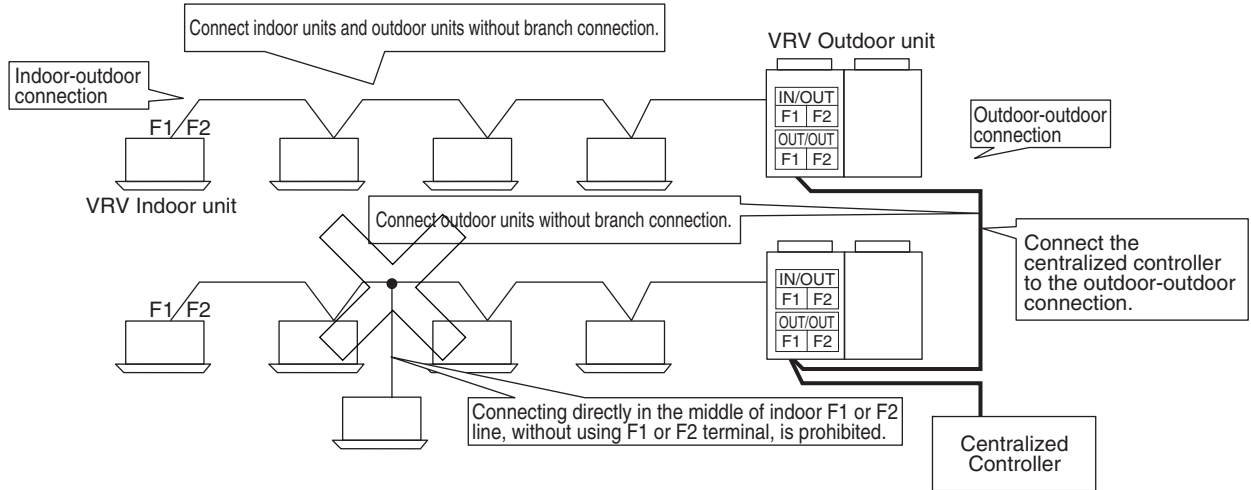 Connect indoor units and outdoor units without branch connection.
VRV Outdoor unit
Indoor-outdoor
connection
F1 F2
IN/OUT
F1 F2
OUT/OUT
F1 F2
Outdoor-outdoor
connection
VRV Indoor unit
Connect outdoor units without branch connection.
Connect the
centralized controller
to the outdoor-outdoor
connection.
F1 F2
IN/OUT
F1 F2
OUT/OUT
F1 F2
Connecting directly in the middle of indoor F1 or F2
line, without using F1 or F2 terminal, is prohibited.
Centralized
Controller